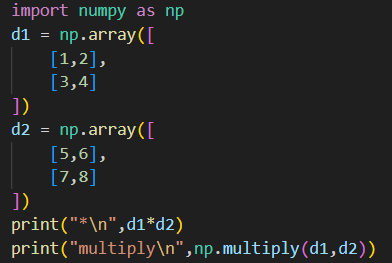 import numpy as np
d1 = np.array([
    [1,2],
    [3,4]
])
d2 = np.array([
    [5,6],
    [7,8]
])
print("*\n",d1*d2)
print("multiply\n",np.multiply(d1,d2))